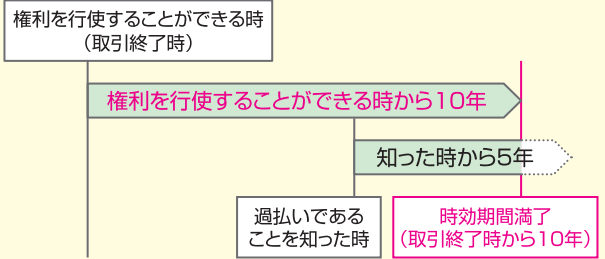 権利を行使することができる時
（取引終了時）
権利を行使することができる時から10年
知った時から5年
過払いである
ことを知った時
時効期間満了
（取引終了時から10年）